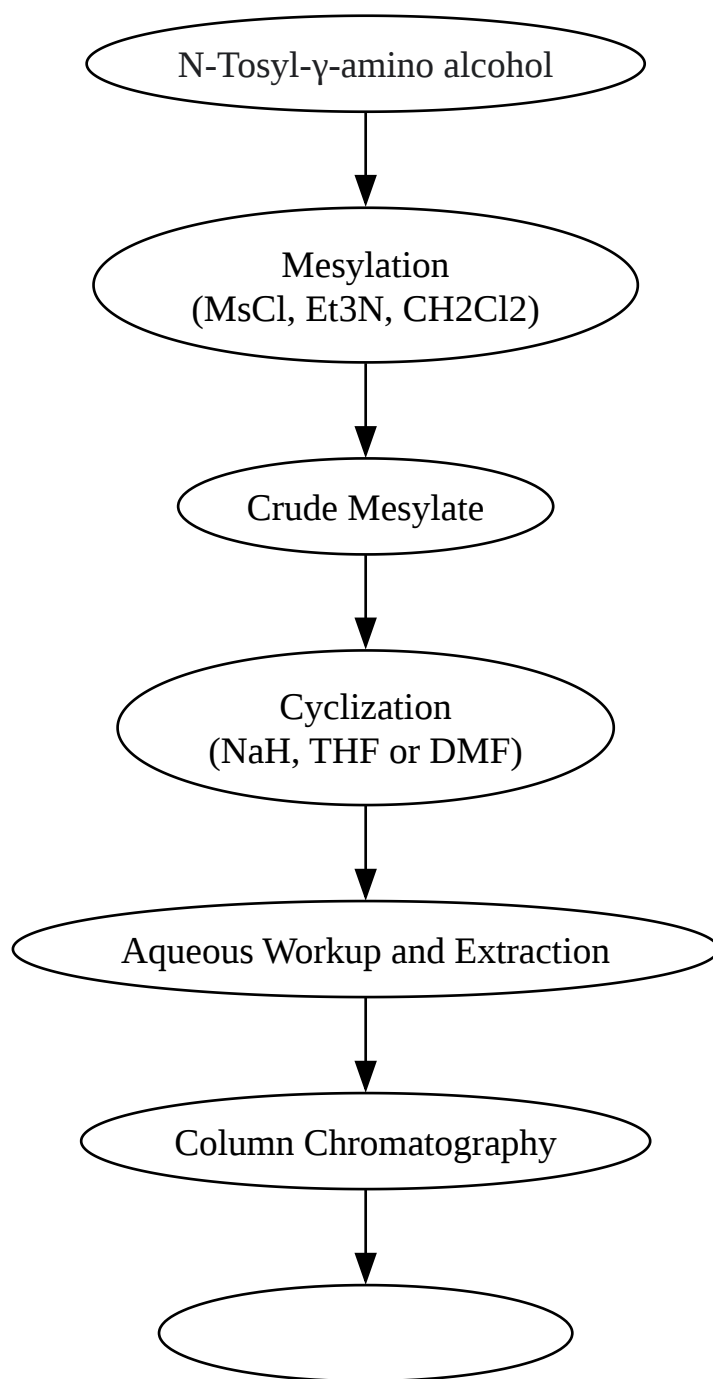 N-Tosyl-γ-amino alcohol
Mesylation
(MsCl, Et3N, CH2Cl2)
Crude Mesylate
Cyclization
(NaH, THF or DMF)
Aqueous Workup and Extraction
Column Chromatography